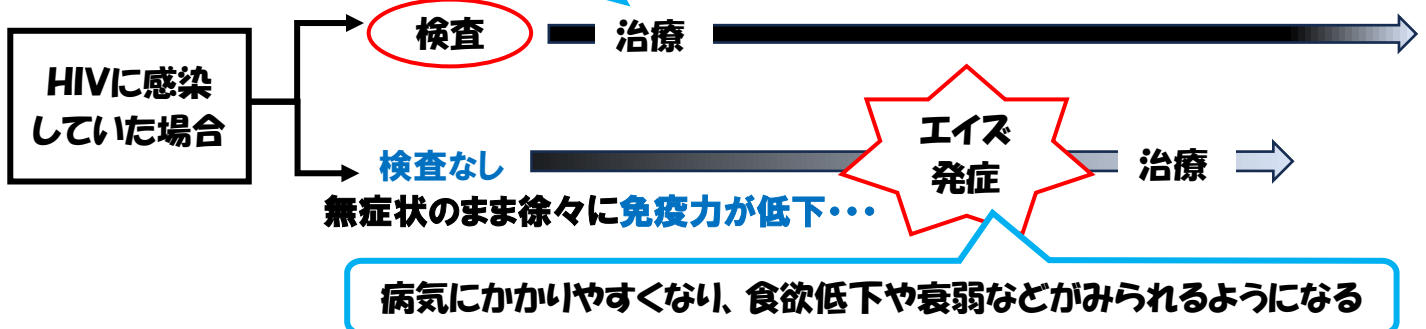 HIVに感染
していた場合
検査
治療
検査なし
エイズ
発症
治療
無症状のまま徐々に免疫力が低下・・・
病気にかかりやすくなり、食欲低下や衰弱などがみられるようになる